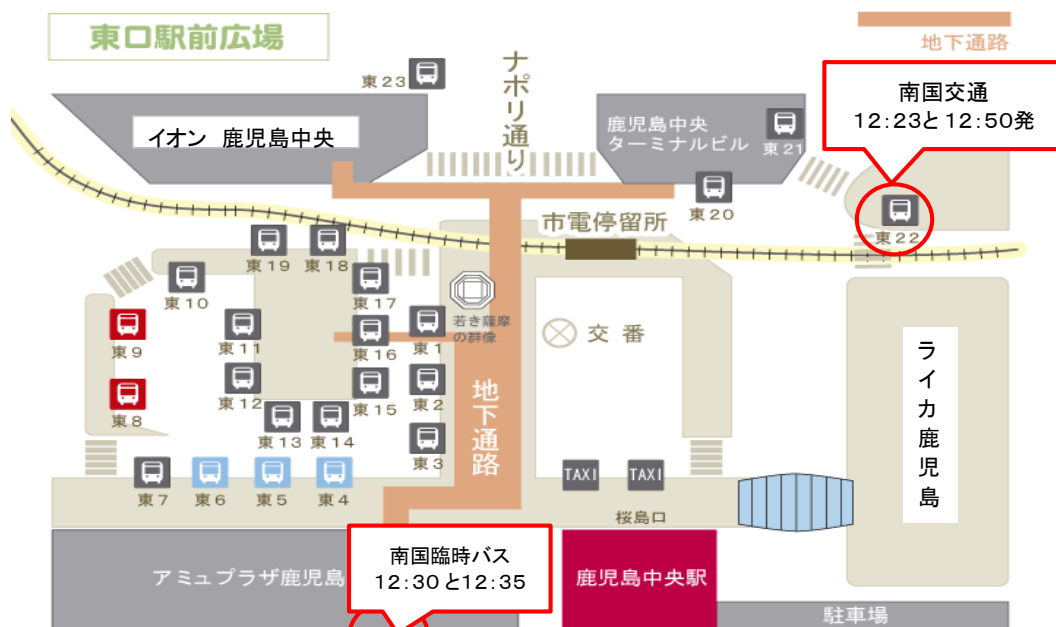 東口駅前広場
地下通路
東23
ナポリ通り
南国交通
12:23と12:50発
イオン 鹿児島中央
鹿児島中央
ターミナルビル
東21
東20
東22
市電停留所
東19
東18
東17
東10
若き薩摩
の群像
東9
東11
東16
東1
交番
ライカ鹿児島
東8
東12
東15
東2
地下通路
東13
東14
東3
TAXI
TAXI
東7
東6
東5
東4
桜島口
アミュプラザ鹿児島
南国臨時バス
12:30と12:35
鹿児島中央駅
駐車場